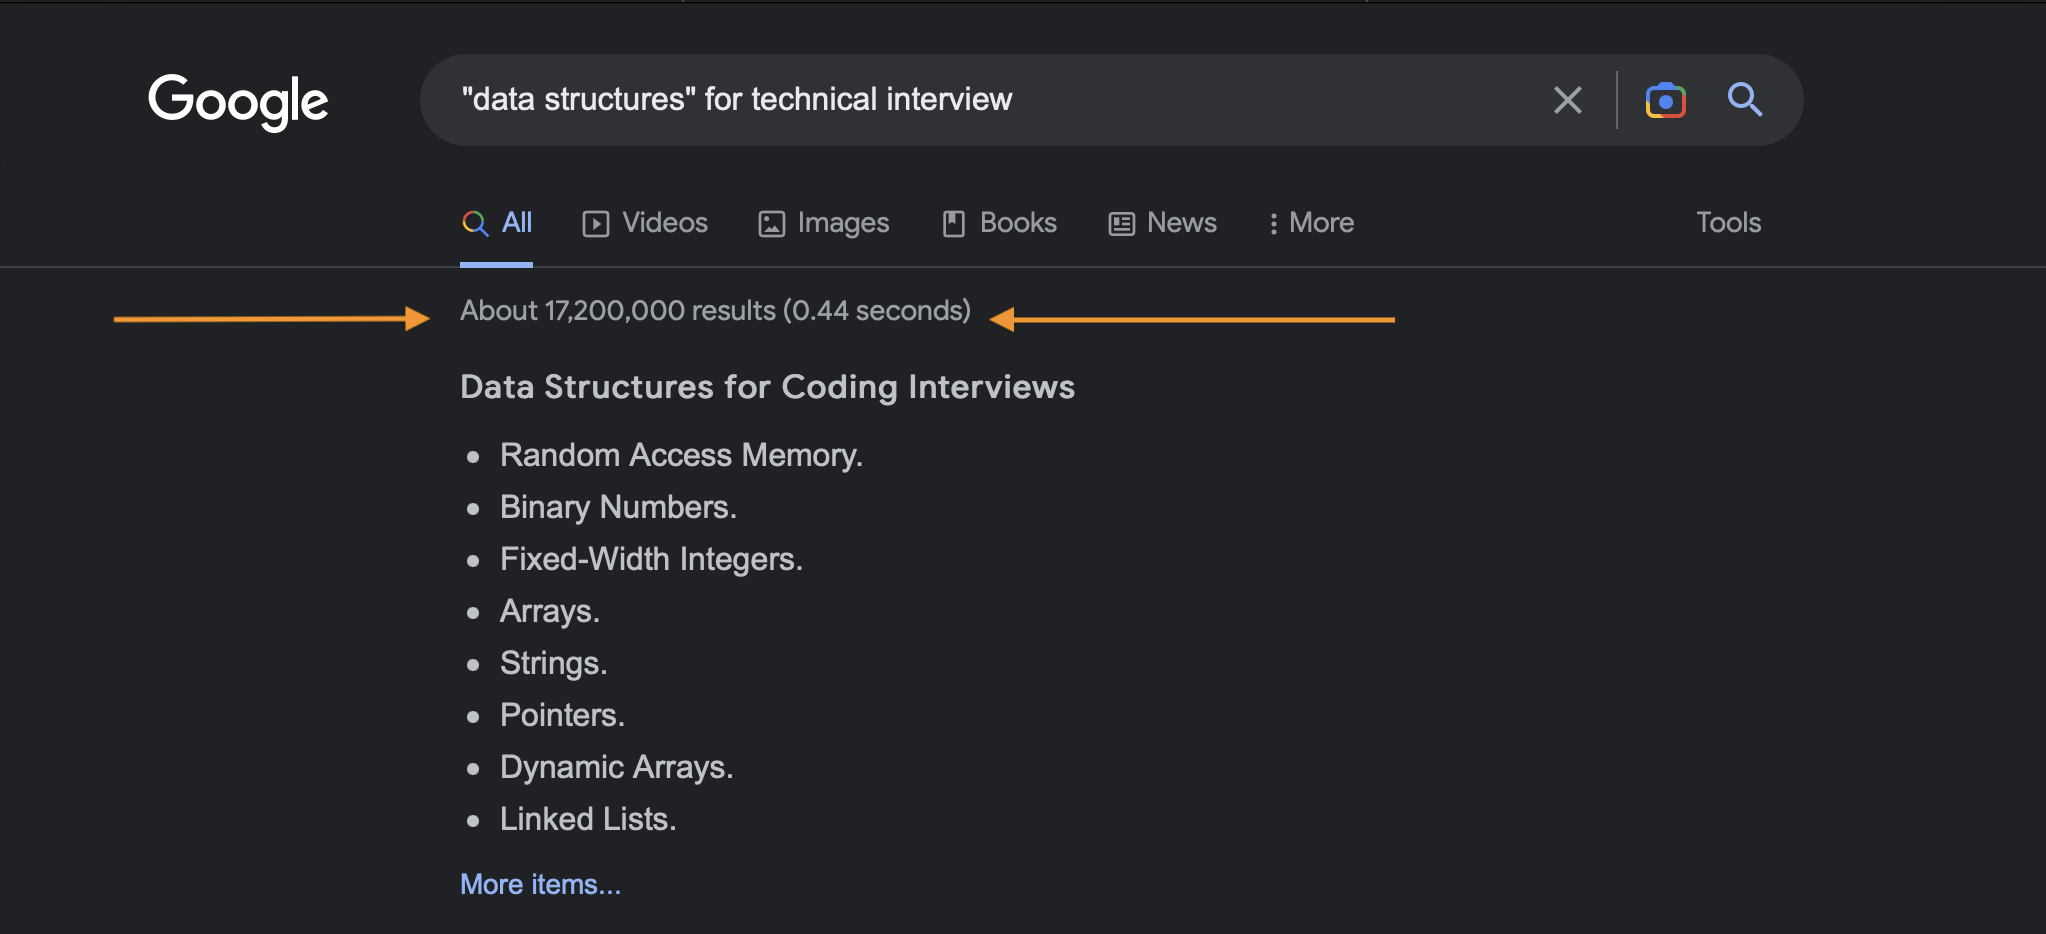 Google
"data structures" for technical interview
All Videos Images Books News More Tools
About 17,200,000 results (0.44 seconds)
Data Structures for Coding Interviews
Random Access Memory.
Binary Numbers.
Fixed-Width Integers.
Arrays.
Strings.
Pointers.
Dynamic Arrays.
Linked Lists.
More items...